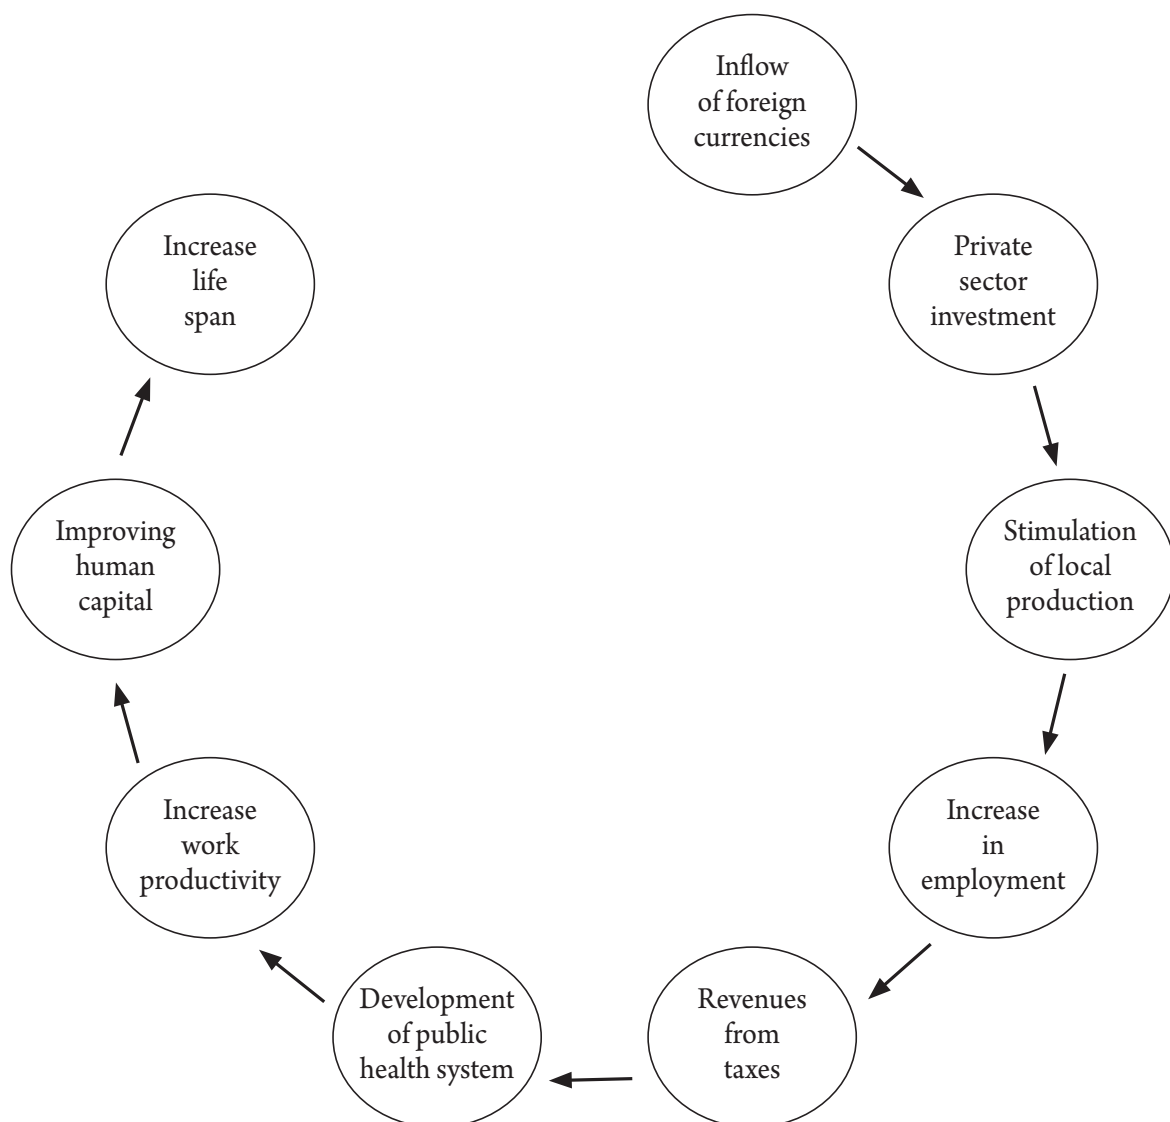 Inflow
of foreign
currencies
Private
sector
investment
Stimulation
of local
production
Increase
in
employment
Revenues
from
taxes
Development
of public
health system
Increase
work
productivity
Improving
human
capital
Increase
life
span